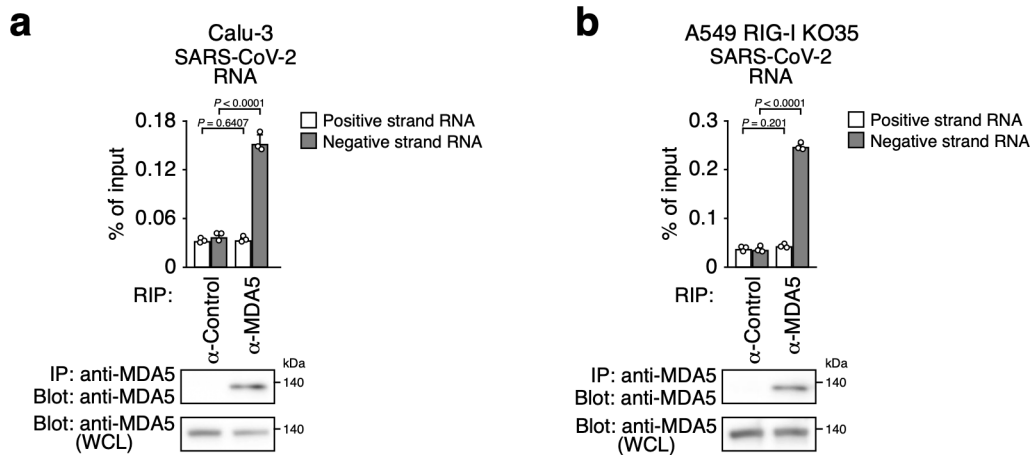 a
Calu-3
SARS-CoV-2
RNA
P < 0.0001
P = 0.6407
0.18
0.12
0.06
0
% of input
Positive strand RNA
Negative strand RNA
RIP:
α-Control
α-MDA5
kDa
IP: anti-MDA5
Blot: anti-MDA5
140
Blot: anti-MDA5
(WCL)
140
b
A549 RIG-I KO35
SARS-CoV-2
RNA
P < 0.0001
P = 0.201
0.3
0.2
0.1
0
% of input
Positive strand RNA
Negative strand RNA
RIP:
α-Control
α-MDA5
kDa
IP: anti-MDA5
Blot: anti-MDA5
140
Blot: anti-MDA5
(WCL)
140